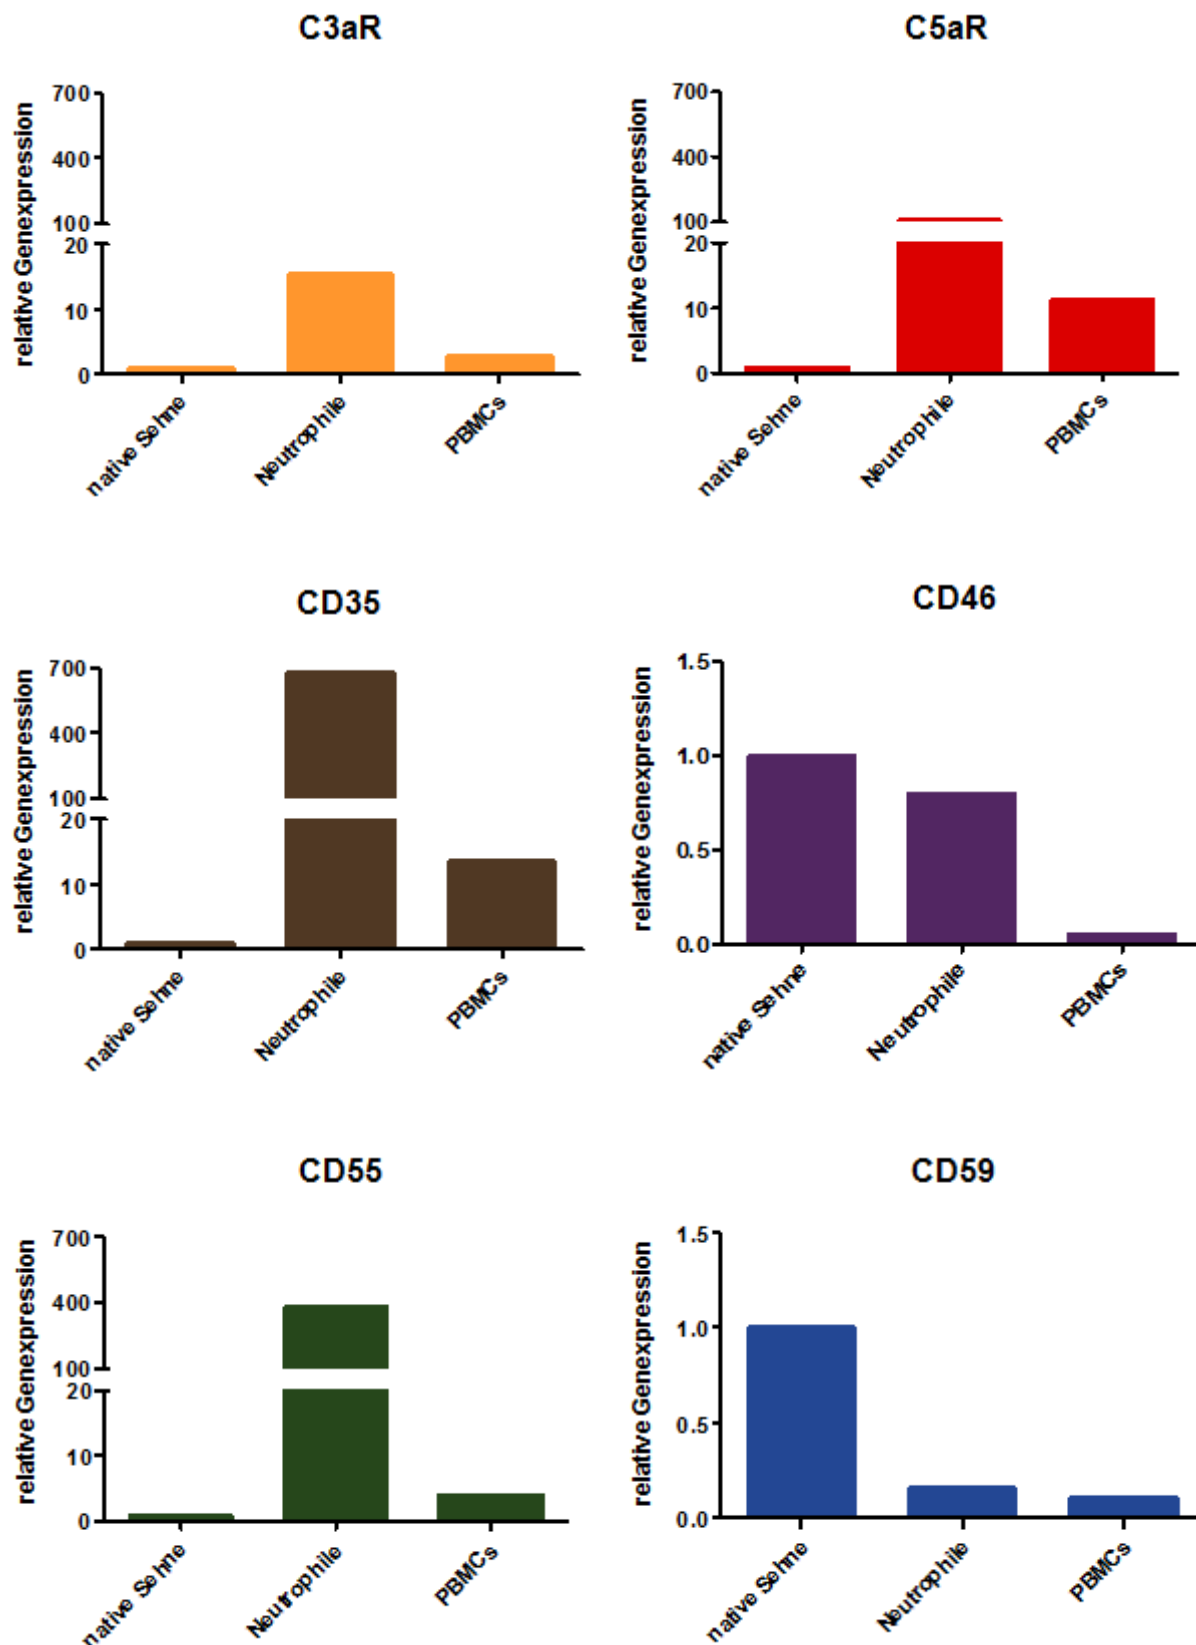 C3aR
relative Genexpression
700
400
100
20
10
0
native Sehne
Neutrophile
PBMCs
C5aR
relative Genexpression
700
400
100
20
10
0
native Sehne
Neutrophile
PBMCs
CD35
relative Genexpression
700
400
100
20
10
0
native Sehne
Neutrophile
PBMCs
CD46
relative Genexpression
1.5
1.0
0.5
0.0
native Sehne
Neutrophile
PBMCs
CD55
relative Genexpression
700
400
100
20
10
0
native Sehne
Neutrophile
PBMCs
CD59
relative Genexpression
1.5
1.0
0.5
0.0
native Sehne
Neutrophile
PBMCs